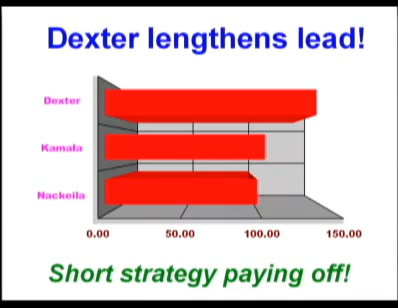 Dexter lengthens lead!
Dexter
Kamala
Nackeila
0.00 50.00 100.00 150.00
Short strategy paying off!